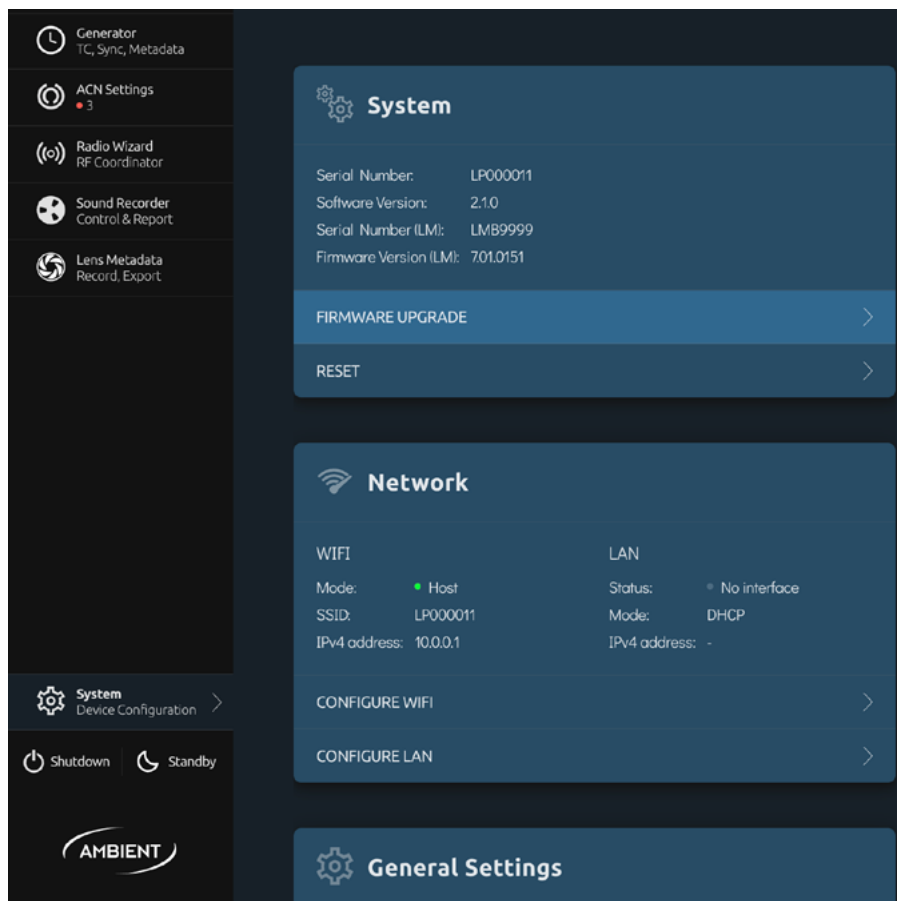 Generator
TC, Sync, Metadata
ACN Settings
3
Radio Wizard
RF Coordinator
Sound Recorder
Control & Report
Lens Metadata
Record, Export
System
Device Configuration
Shutdown
Standby
AMBIENT
System
Serial Number: LP000011
Software Version: 2.1.0
Serial Number (LM): LMB9999
Firmware Version (LM): 7.01.0151
FIRMWARE UPGRADE
RESET
Network
WIFI
Mode: Host
SSID: LP000011
IPv4 address: 10.0.0.1
LAN
Status: No interface
Mode: DHCP
IPv4 address: -
CONFIGURE WIFI
CONFIGURE LAN
General Settings